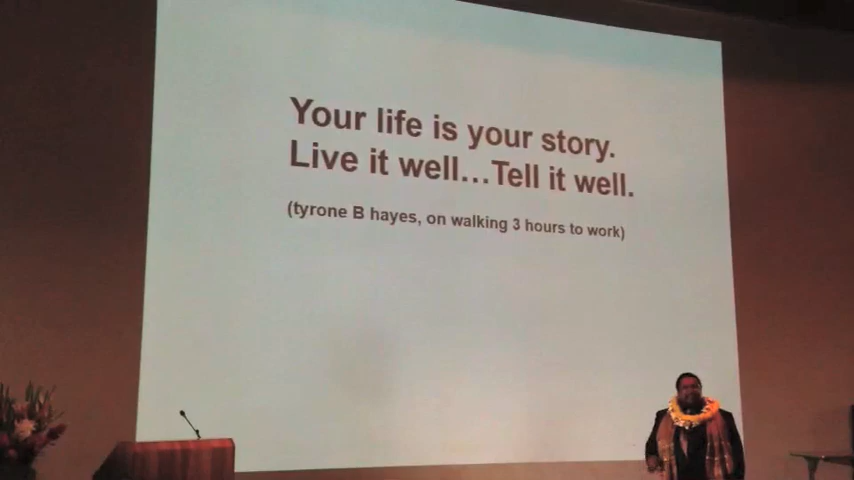 Your life is your story.
Live it well...Tell it well.
(tyrone B hayes, on walking 3 hours to work)